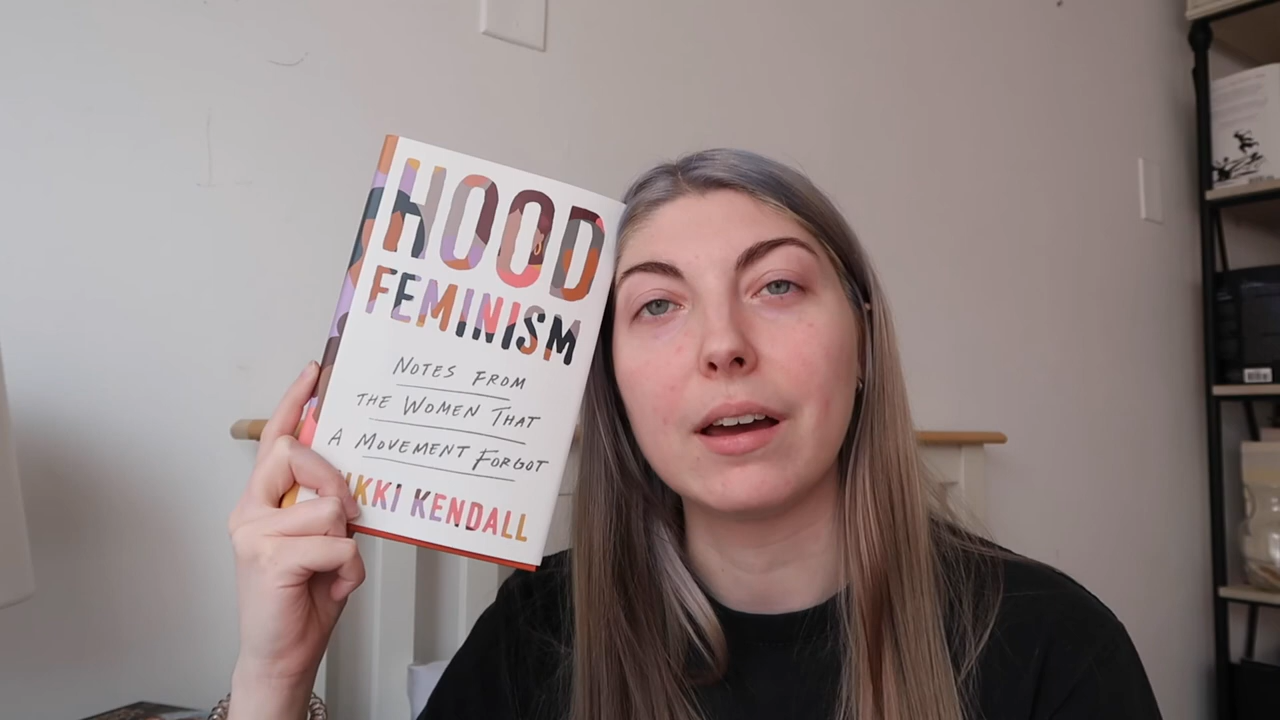 HOOD
FEMINISM
NOTES FROM
THE WOMEN THAT
A MOVEMENT FORGOT
KENDALL